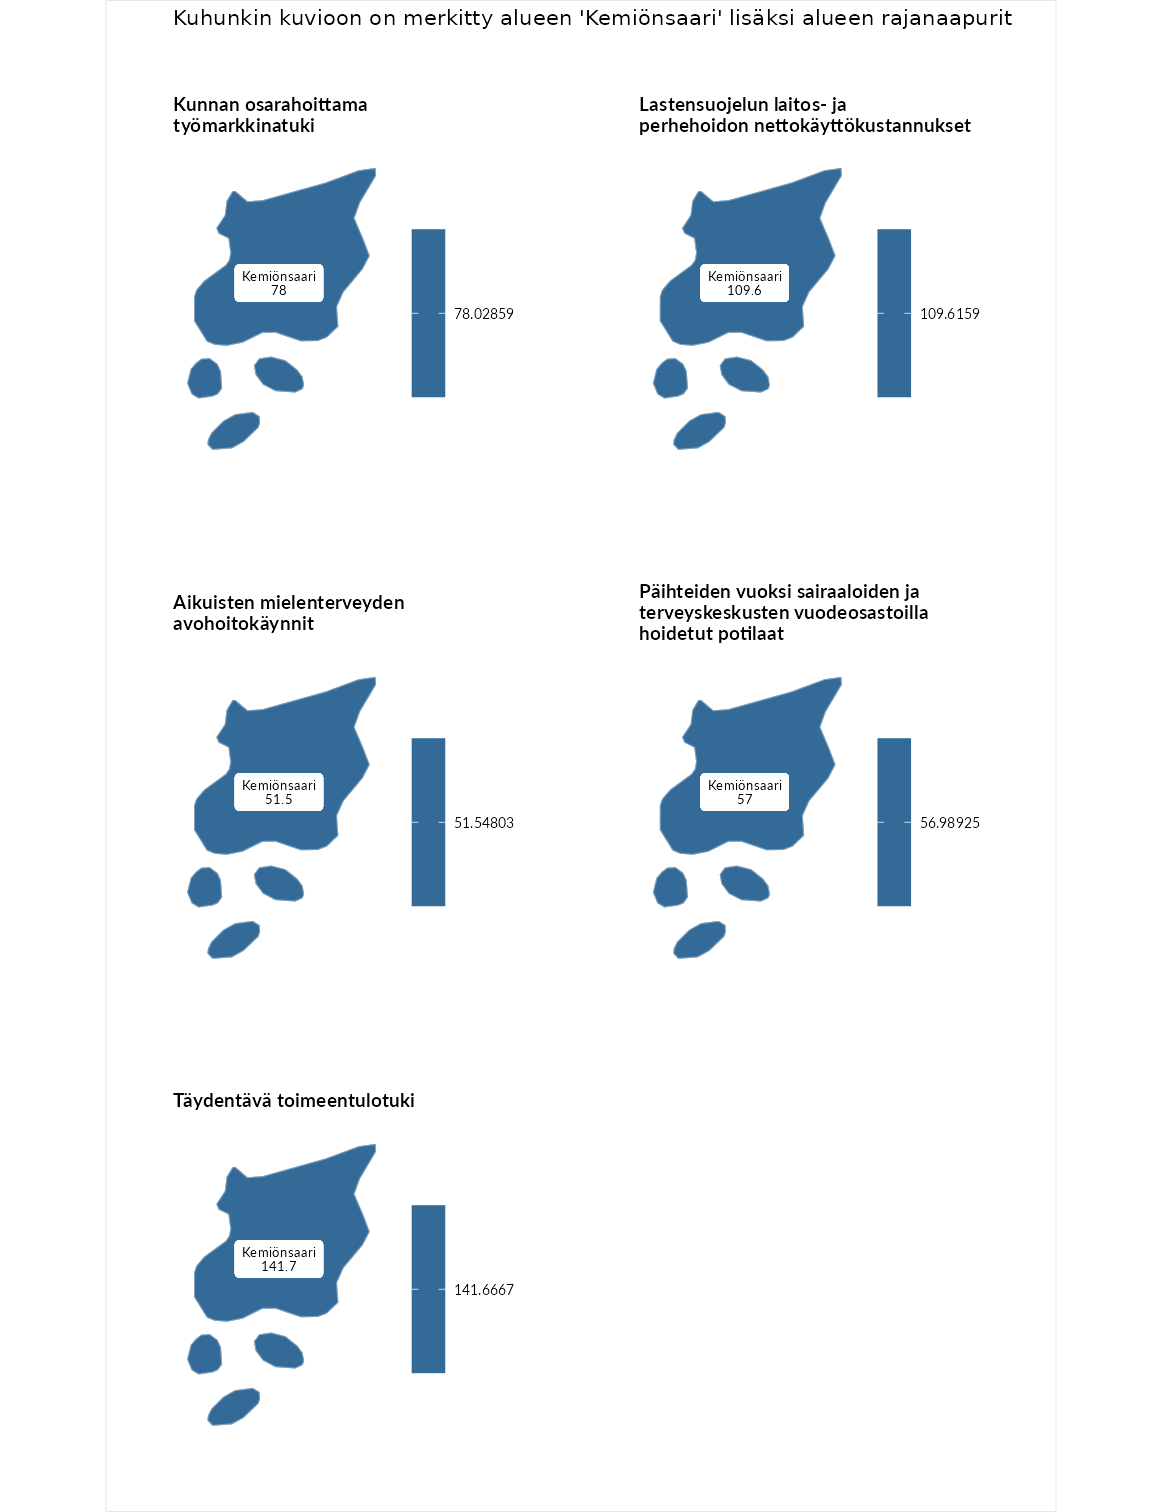 Kuhunkin kuvioon on merkitty alueen 'Kemiönsaari' lisäksi alueen rajanaapurit
Kunnan osarahoittama
työmarkkinatuki
Kemiönsaari
78
78.02859
Lastensuojelun laitos- ja
perhehoidon nettokäyttökustannukset
Kemiönsaari
109.6
109.6159
Aikuisten mielenterveyden
avohoitokäynnit
Kemiönsaari
51.5
51.54803
Päihteiden vuoksi sairaaloiden ja
terveyskeskusten vuodeosastoilla
hoidetut potilaat
Kemiönsaari
57
56.98925
Täydentävä toimeentulotuki
Kemiönsaari
141.7
141.6667